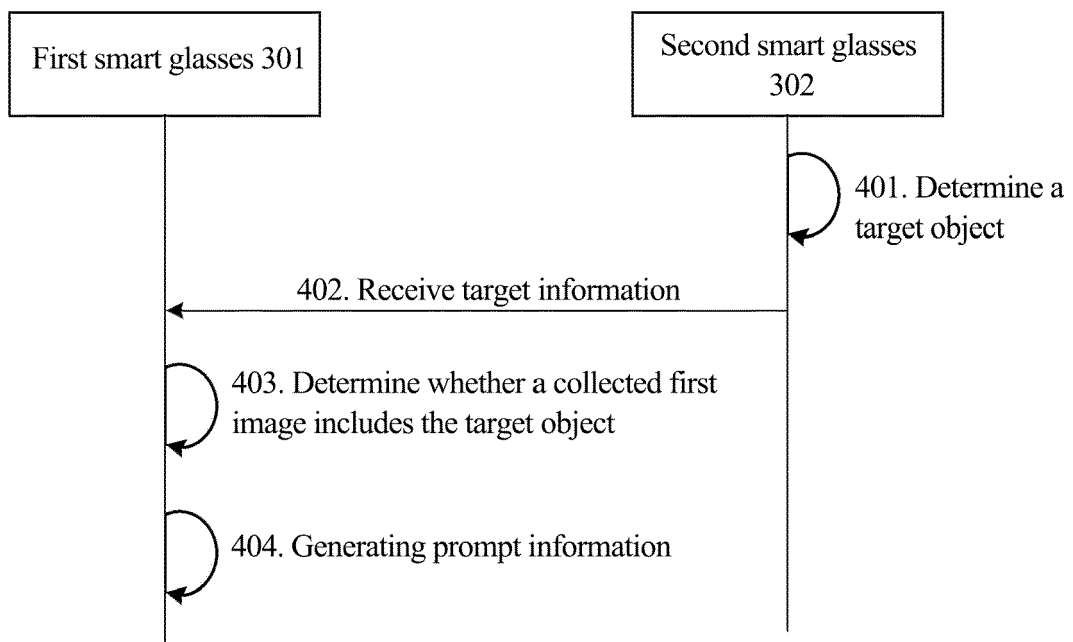 First smart glasses 301
Second smart glasses
302
401. Determine a
target object
402. Receive target information
403. Determine whether a collected first
image includes the target object
404. Generating prompt information